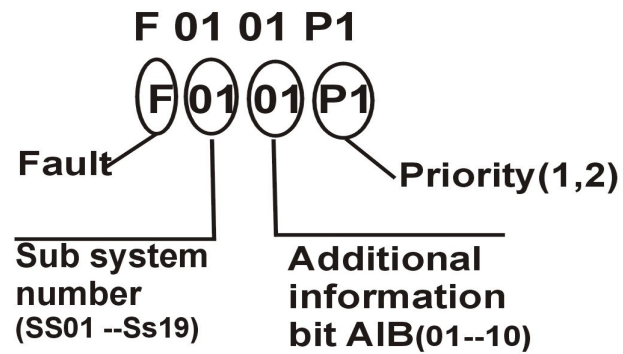 F 01 01 P1
F 01 01 P1
Fault
Priority(1,2)
Sub system
number
(SS01 --Ss19)
Additional
information
bit AIB(01--10)